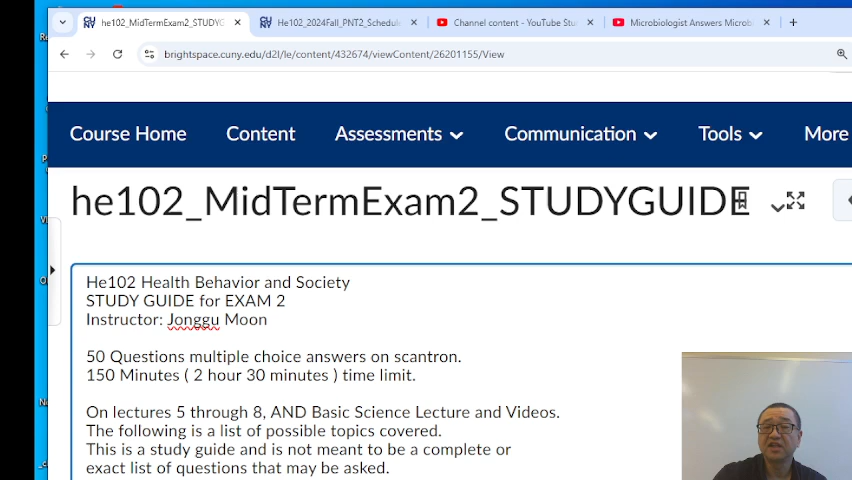 he102_MidTermExam2_STUDYG
He102_2024Fall_PNT2_Schedule
Channel content - YouTube Stu
Microbiologist Answers Microb
brightspace.cuny.edu/d2l/le/content/432674/viewContent/26201155/View
Course Home Content Assessments Communication Tools More
he102_MidTermExam2_STUDYGUIDE
He102 Health Behavior and Society
STUDY GUIDE for EXAM 2
Instructor: Jonggu Moon
50 Questions multiple choice answers on scantron.
150 Minutes ( 2 hour 30 minutes ) time limit.
On lectures 5 through 8, AND Basic Science Lecture and Videos.
The following is a list of possible topics covered.
This is a study guide and is not meant to be a complete or
exact list of questions that may be asked.